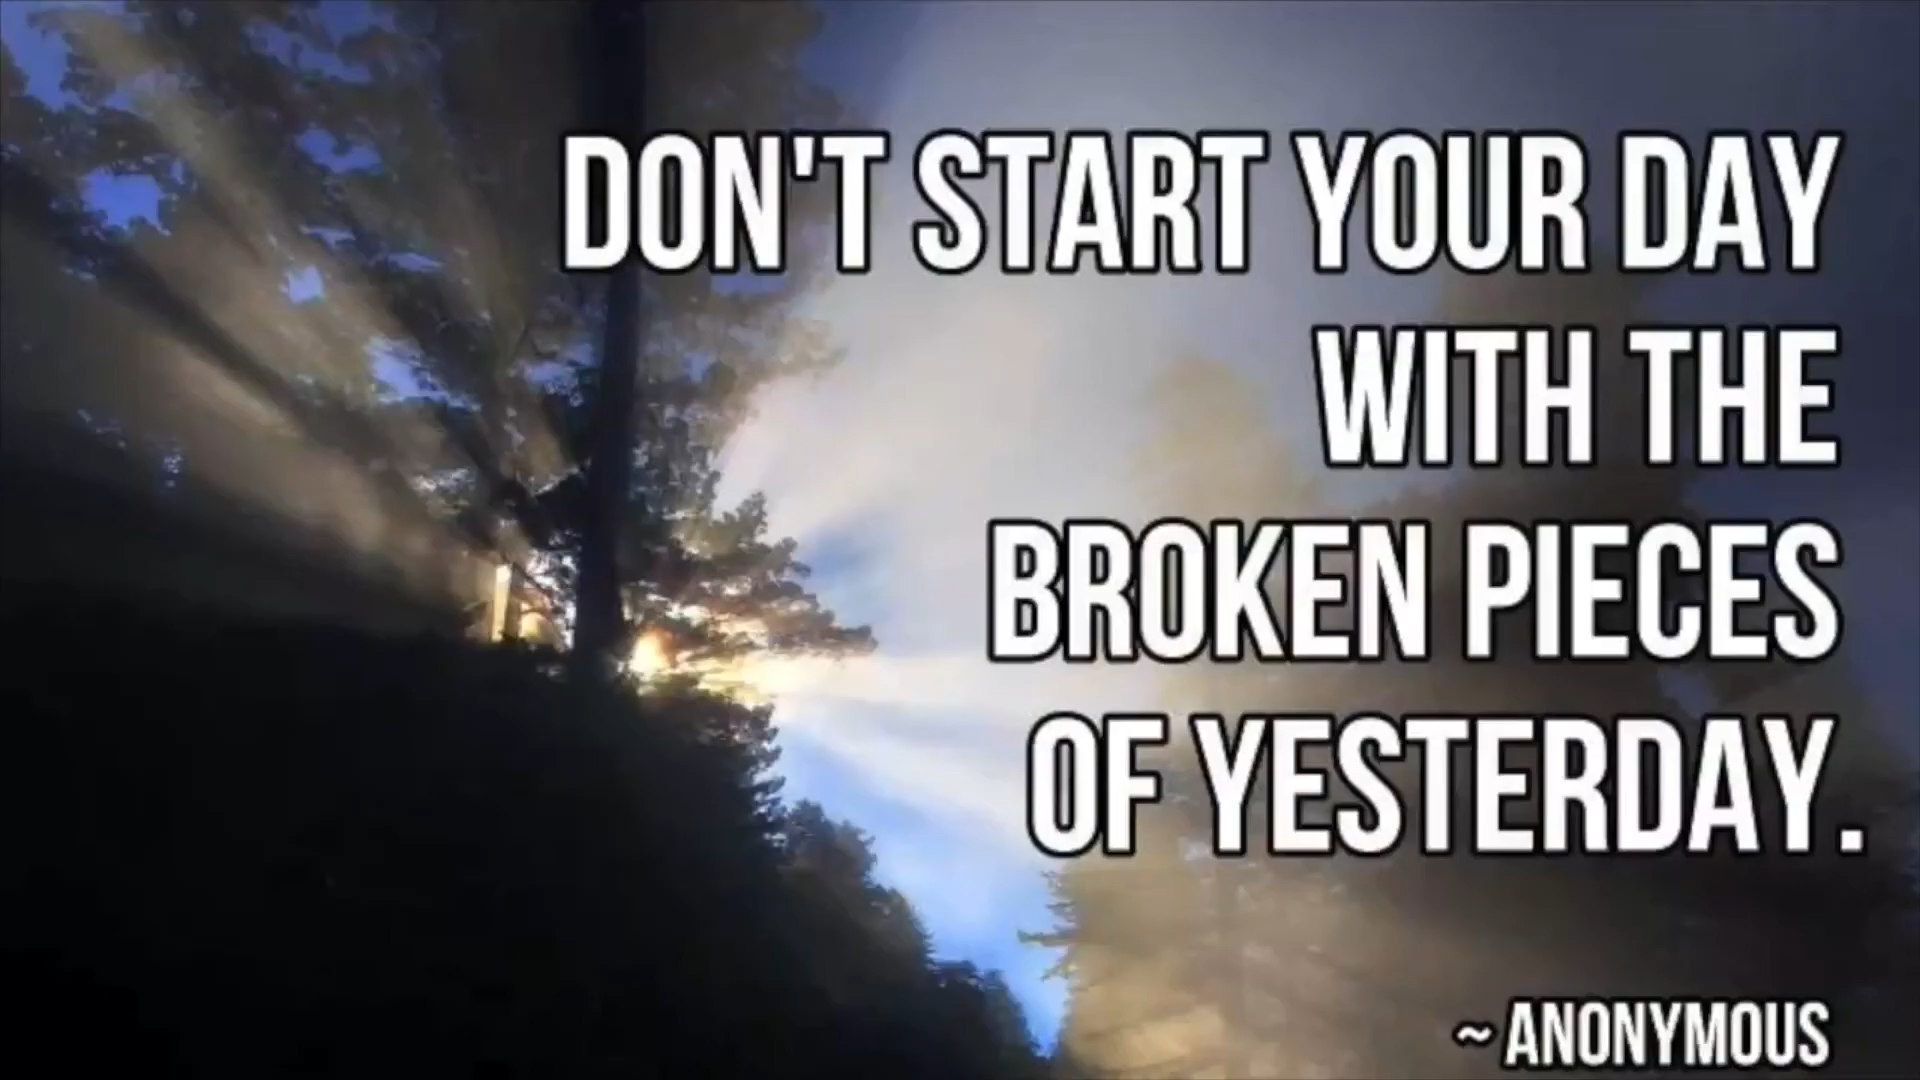 DON'T START YOUR DAY
WITH THE
BROKEN PIECES
OF YESTERDAY.
~ ANONYMOUS